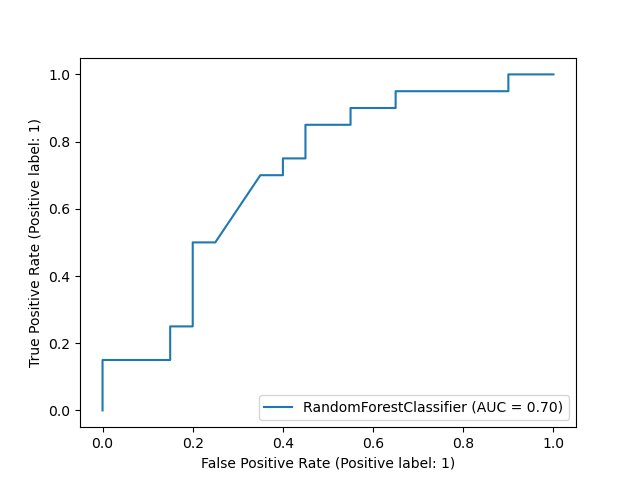 1.0
0.8
0.6
0.4
0.2
0.0
True Positive Rate (Positive label: 1)
RandomForestClassifier (AUC = 0.70)
0.0 0.2 0.4 0.6 0.8 1.0
False Positive Rate (Positive label: 1)